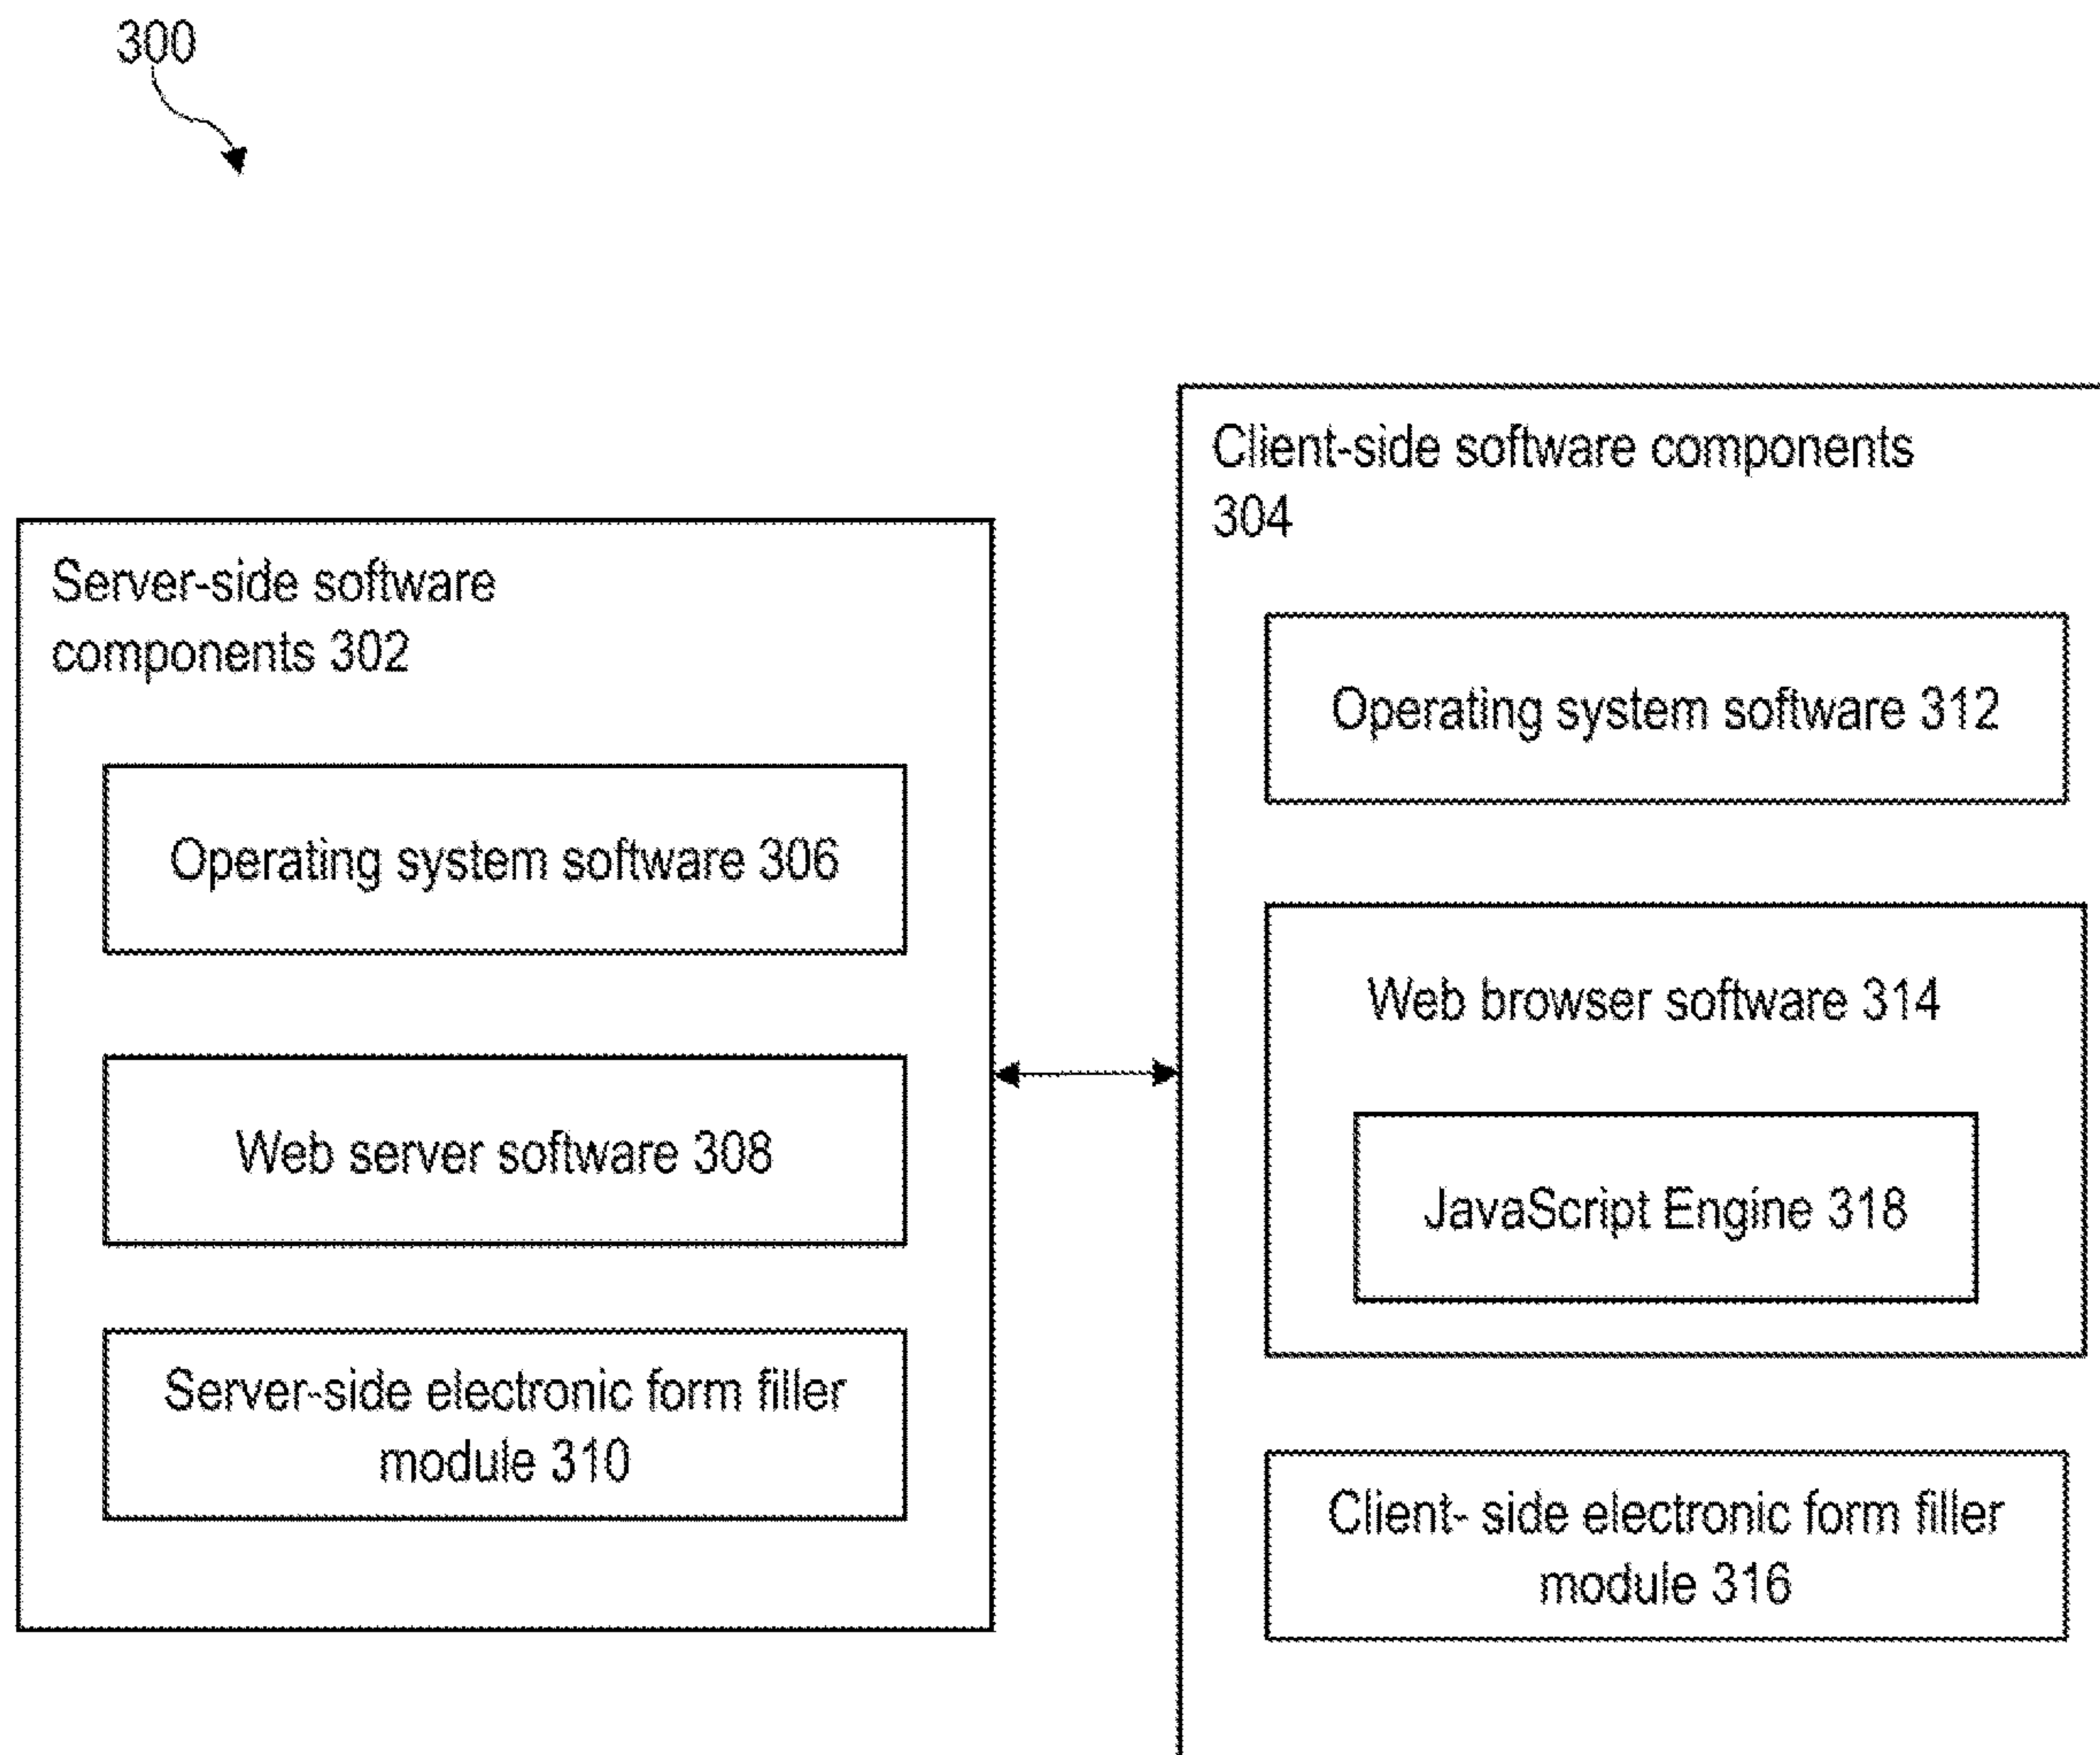 300
Server-side software
components 302
Operating system software 306
Web server software 308
Server-side electronic form filler
module 310
Client-side software components
304
Operating system software 312
Web browser software 314
JavaScript Engine 318
Client- side electronic form filler
module 316